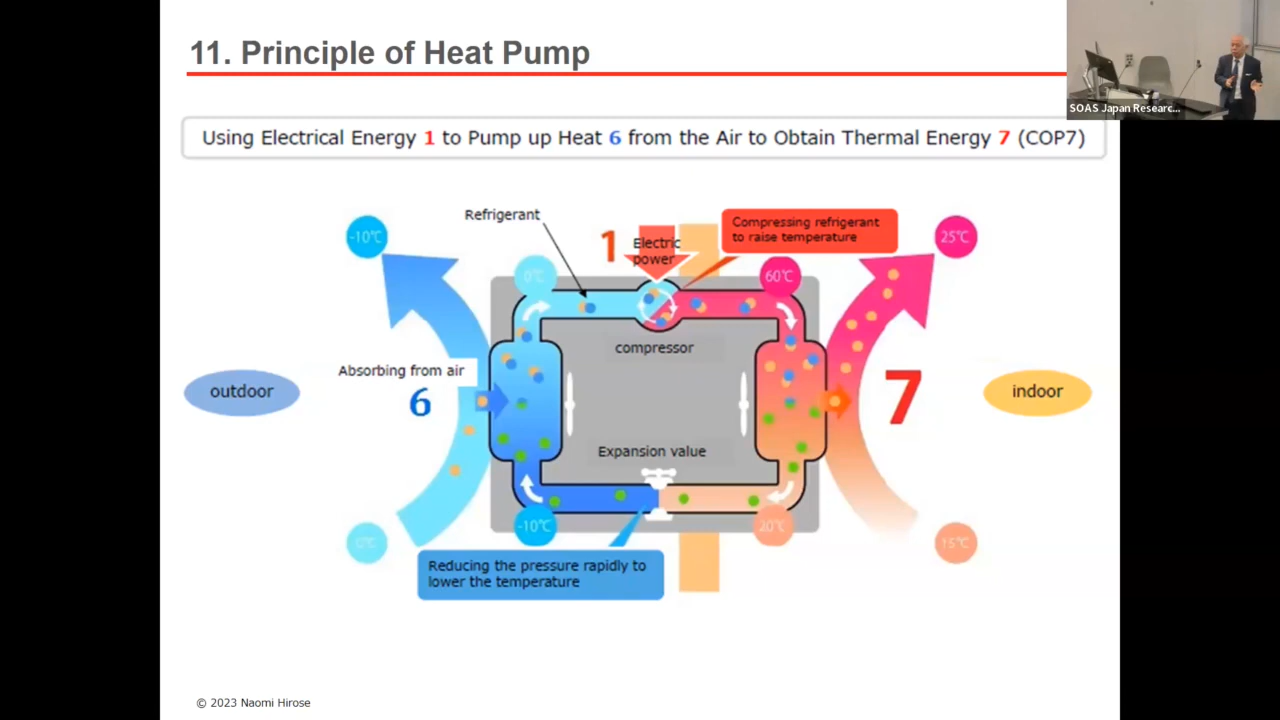 11. Principle of Heat Pump
SOAS Japan Researc...
Using Electrical Energy 1 to Pump up Heat 6 from the Air to Obtain Thermal Energy 7 (COP7)
Refrigerant
1
Electric
power
Compressing refrigerant
to raise temperature
-10℃
25℃
0℃
60℃
compressor
Absorbing from air
6
7
outdoor
indoor
Expansion value
-10℃
20℃
0℃
15℃
Reducing the pressure rapidly to
lower the temperature
© 2023 Naomi Hirose